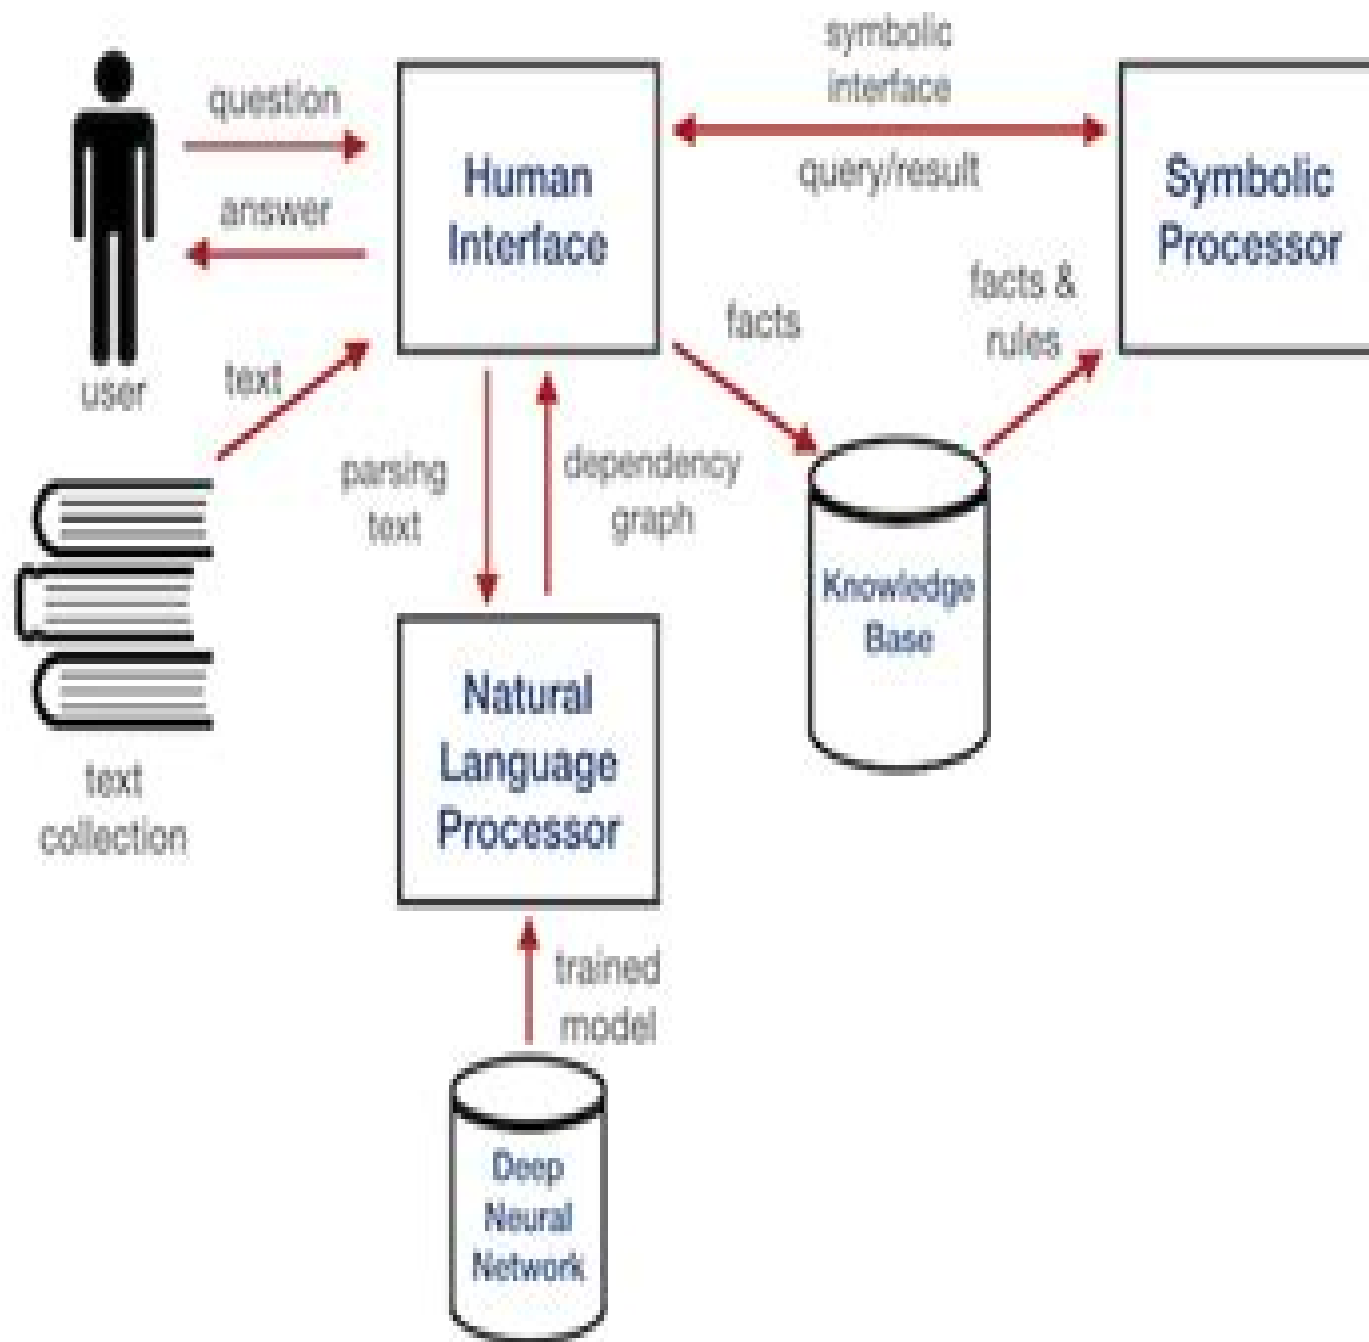 symbolic
interface
question
Human
Interface
query/result
Symbolic
Processor
answer
facts &
rules
facts
user
text
parsing
text
dependency
graph
Knowledge
Base
Natural
Language
Processor
text
collection
trained
model
Deep
Neural
Network